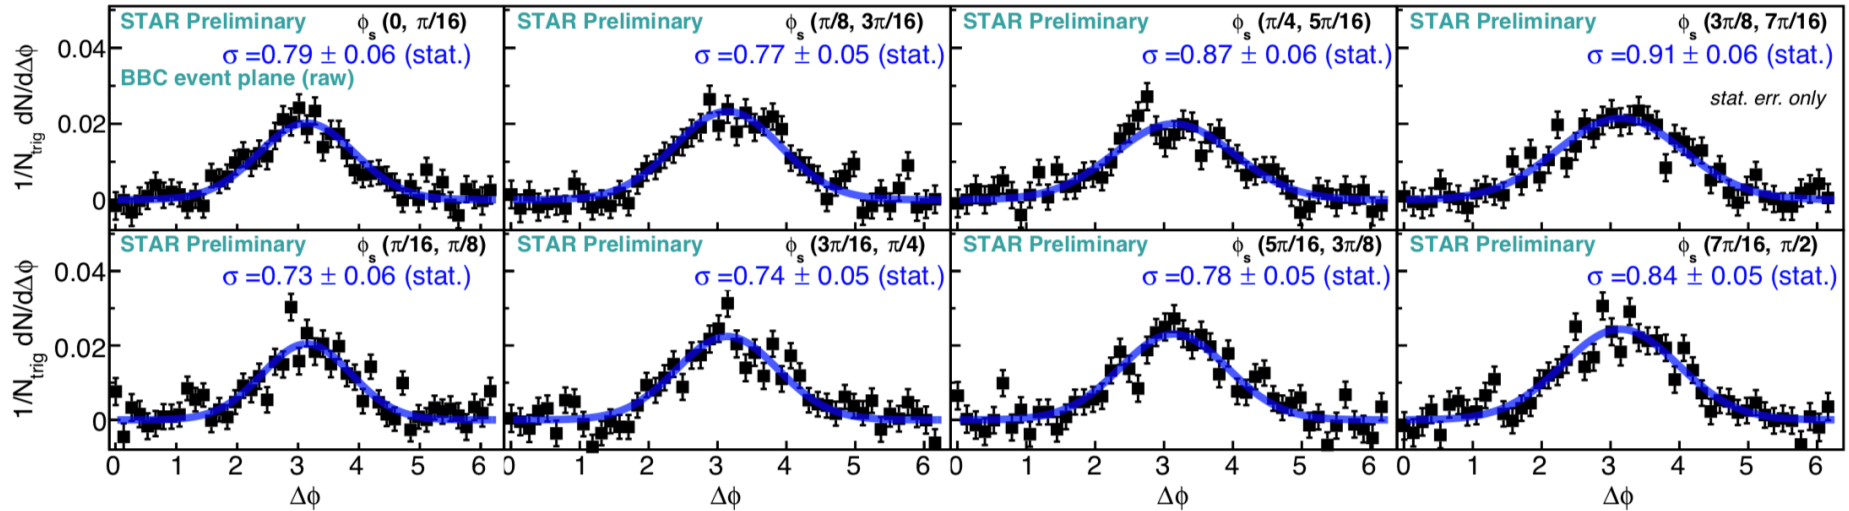 STAR Preliminary ϕs (0, π/16)
σ =0.79 ± 0.06 (stat.)
BBC event plane (raw)
STAR Preliminary ϕs (π/8, 3π/16)
σ =0.77 ± 0.05 (stat.)
STAR Preliminary ϕs (π/4, 5π/16)
σ =0.87 ± 0.06 (stat.)
STAR Preliminary ϕs (3π/8, 7π/16)
σ =0.91 ± 0.06 (stat.)
stat. err. only
1/Ntrig dN/dΔϕ
0.04
0.02
0
STAR Preliminary ϕs (π/16, π/8)
σ =0.73 ± 0.06 (stat.)
STAR Preliminary ϕs (3π/16, π/4)
σ =0.74 ± 0.05 (stat.)
STAR Preliminary ϕs (5π/16, 3π/8)
σ =0.78 ± 0.05 (stat.)
STAR Preliminary ϕs (7π/16, π/2)
σ =0.84 ± 0.05 (stat.)
1/Ntrig dN/dΔϕ
0.04
0.02
0
0 1 2 3 4 5 6
0 1 2 3 4 5 6
0 1 2 3 4 5 6
0 1 2 3 4 5 6
Δϕ
Δϕ
Δϕ
Δϕ